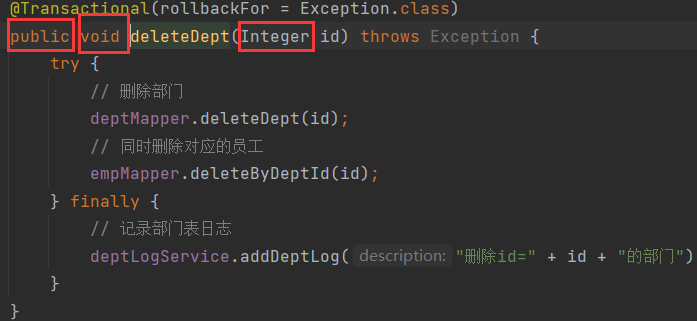 @Transactional(rollbackFor = Exception.class)
public void deleteDept(Integer id) throws Exception {
try {
// 删除部门
deptMapper.deleteDept(id);
// 同时删除对应的员工
empMapper.deleteByDeptId(id);
} finally {
// 记录部门表日志
deptLogService.addDeptLog( description: "删除id=" + id + "的部门")
}
}